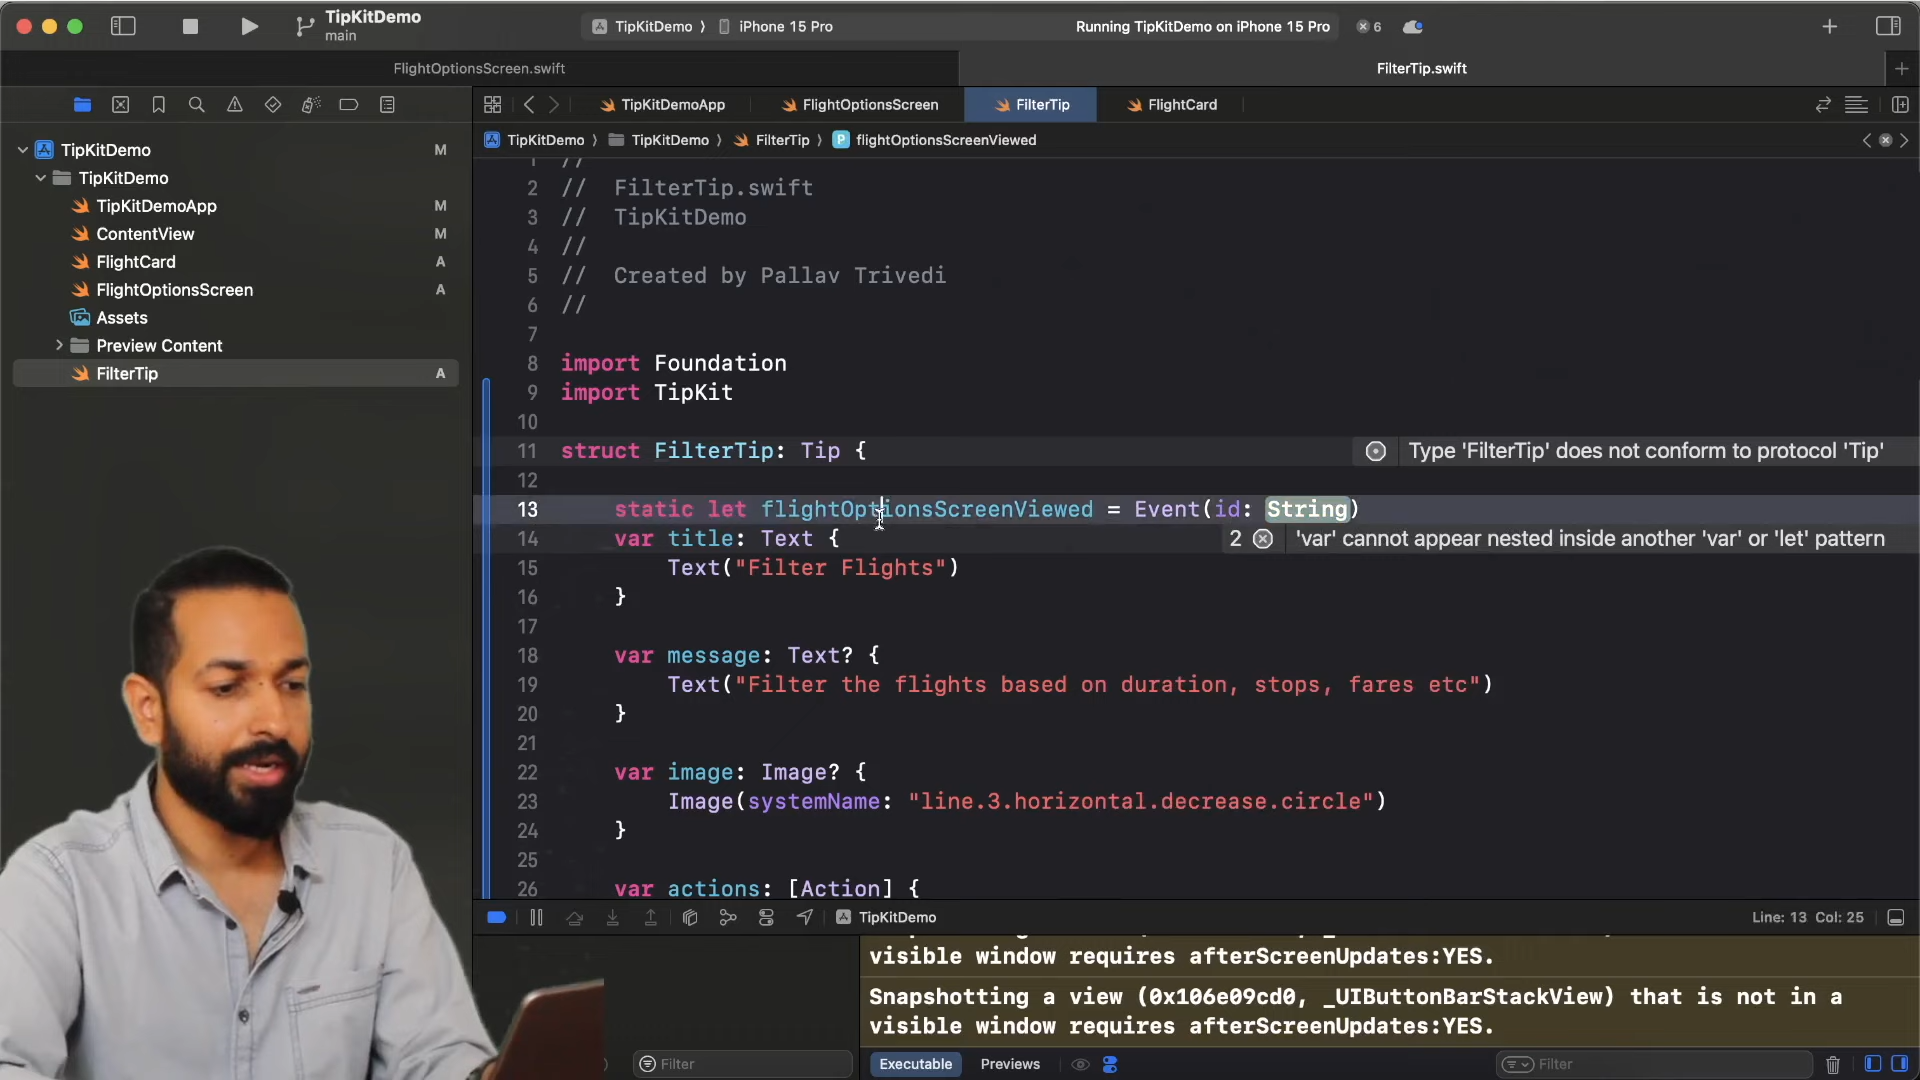 TipKitDemo
main
TipKitDemo
iPhone 15 Pro
Running TipKitDemo on iPhone 15 Pro
6
FlightOptionsScreen.swift
FilterTip.swift
TipKitDemoApp
FlightOptionsScreen
FilterTip
FlightCard
TipKitDemo
TipKitDemo
FilterTip
P
flightOptionsScreenViewed
TipKitDemo M
TipKitDemo
TipKitDemoApp M
ContentView M
FlightCard A
FlightOptionsScreen A
Assets
Preview Content
FilterTip A
1 //
2 // FilterTip.swift
3 // TipKitDemo
4 //
5 // Created by Pallav Trivedi
6 //
7
8 import Foundation
9 import TipKit
10
11 struct FilterTip: Tip {
Type 'FilterTip' does not conform to protocol 'Tip'
12
13 static let flightOptionsScreenViewed = Event(id: String)
14 var title: Text {
2 'var' cannot appear nested inside another 'var' or 'let' pattern
15 Text("Filter Flights")
16 }
17
18 var message: Text? {
19 Text("Filter the flights based on duration, stops, fares etc")
20 }
21
22 var image: Image? {
23 Image(systemName: "line.3.horizontal.decrease.circle")
24 }
25
26 var actions: [Action] {
TipKitDemo
Line: 13 Col: 25
visible window requires afterScreenUpdates:YES.
Snapshotting a view (0x106e09cd0, _UIButtonBarStackView) that is not in a
visible window requires afterScreenUpdates:YES.
Filter
Executable
Previews
Filter